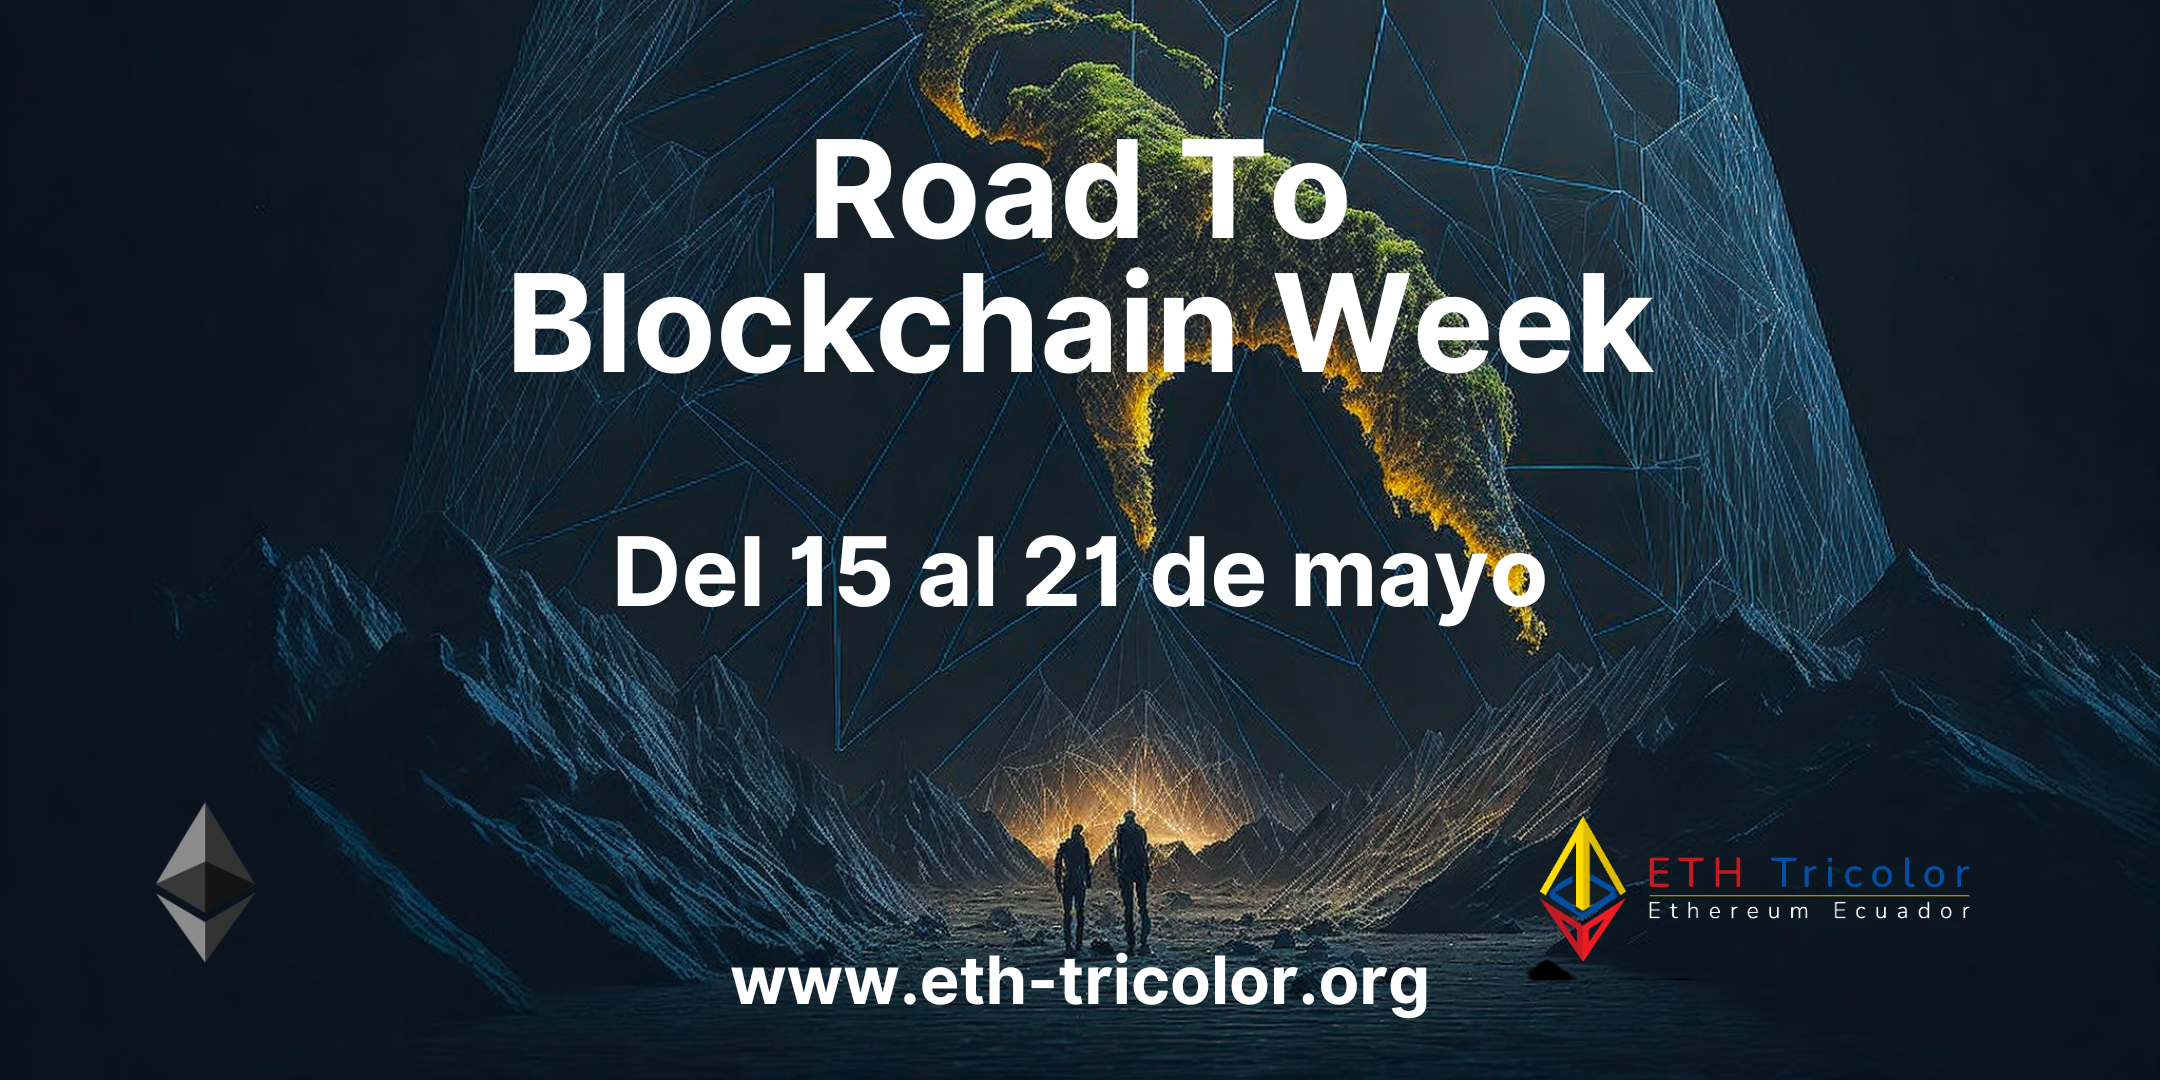 Road To
Blockchain Week
Del 15 al 21 de mayo
ETH Tricolor
Ethereum Ecuador
www.eth-tricolor.org